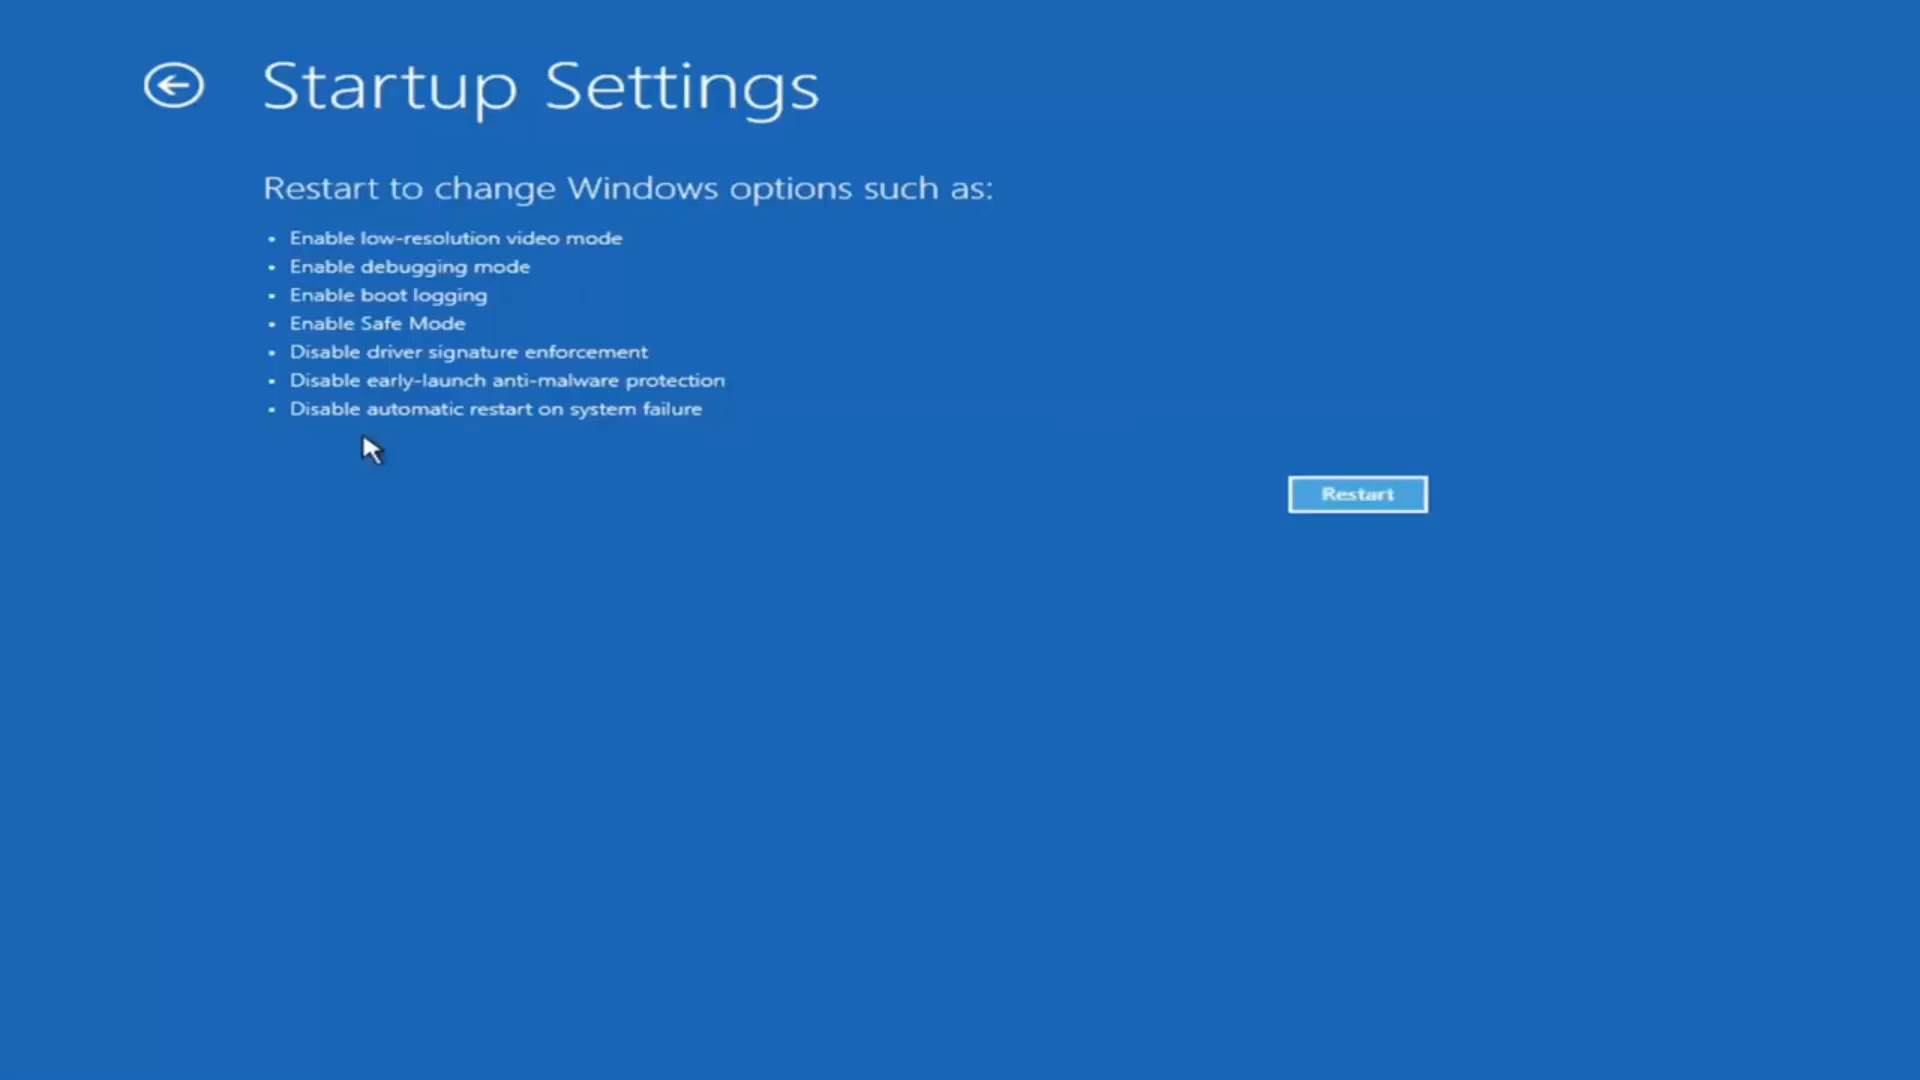 Startup Settings
Restart to change Windows options such as:
• Enable low-resolution video mode
• Enable debugging mode
• Enable boot logging
• Enable Safe Mode
• Disable driver signature enforcement
• Disable early-launch anti-malware protection
• Disable automatic restart on system failure
Restart